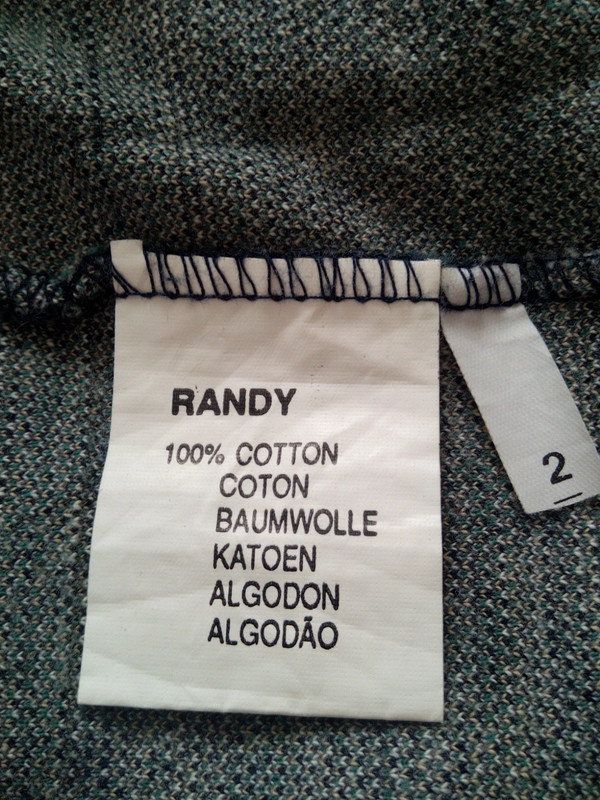 RANDY
100% COTTON
COTON
BAUMWOLLE
KATOEN
ALGODON
ALGODÃO
2